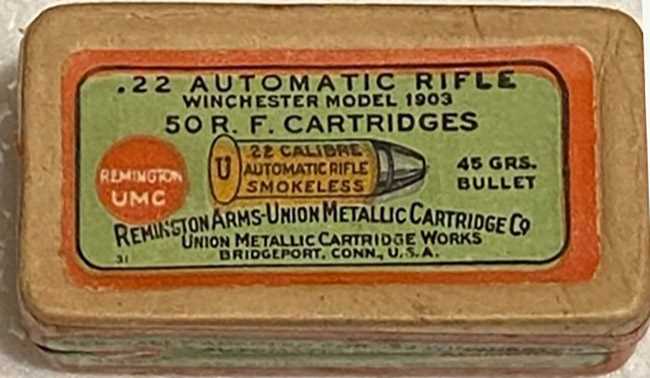 .22 AUTOMATIC RIFLE
WINCHESTER MODEL 1903
50 R. F. CARTRIDGES
REMINGTON
UMC
U
22 CALIBRE
AUTOMATIC RIFLE
SMOKELESS
45 GRS.
BULLET
REMINGTON ARMS-UNION METALLIC CARTRIDGE CO
UNION METALLIC CARTRIDGE WORKS
BRIDGEPORT, CONN., U.S.A.
31